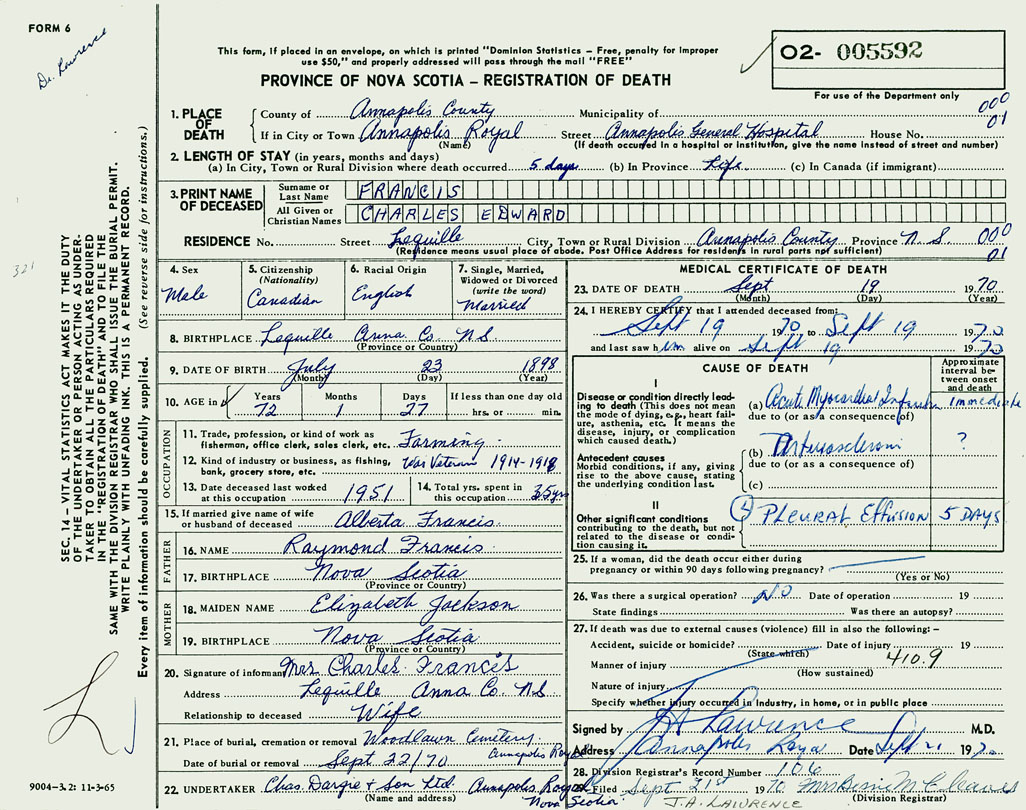 FORM 6
Dr. Lawrence
This form, if placed in an envelope, on which is printed "Dominion Statistics – Free, penalty for improper
use $50," and properly addressed will pass through the mail "FREE"
PROVINCE OF NOVA SCOTIA – REGISTRATION OF DEATH
O2- 005592
For use of the Department only
000
01
1. PLACE OF DEATH
County of Annapolis County Municipality of
If in City or Town Annapolis Royal Street Annapolis General Hospital House No.
(Name) (If death occurred in a hospital or institution, give the name instead of street and number)
2. LENGTH OF STAY (in years, months and days)
(a) In City, Town or Rural Division where death occurred 5 days (b) In Province Life (c) In Canada (if immigrant)
3. PRINT NAME OF DECEASED
Surname or Last Name FRANCIS
All Given or Christian Names CHARLES EDWARD
RESIDENCE No. Street Lequille City, Town or Rural Division Annapolis County Province N.S. 000
(Residence means usual place of abode. Post Office Address for residents in rural parts not sufficient) 01
4. Sex
Male
5. Citizenship
(Nationality)
Canadian
6. Racial Origin
English
7. Single, Married,
Widowed or Divorced
(write the word)
Married
8. BIRTHPLACE Lequille Anna Co. N.S.
(Province or Country)
9. DATE OF BIRTH July 23 1898
(Month) (Day) (Year)
10. AGE in
Years Months Days If less than one day old
72 1 27 hrs. or min.
OCCUPATION
11. Trade, profession, or kind of work as
fisherman, office clerk, sales clerk, etc. Farming
12. Kind of industry or business, as fishing,
bank, grocery store, etc. War Veteran 1914-1918
13. Date deceased last worked
at this occupation 1951
14. Total yrs. spent in
this occupation 35 yrs
15. If married give name of wife
or husband of deceased Alberta Francis
FATHER
16. NAME Raymond Francis
17. BIRTHPLACE Nova Scotia
(Province or Country)
MOTHER
18. MAIDEN NAME Elizabeth Jackson
19. BIRTHPLACE Nova Scotia
(Province or Country)
20. Signature of informant Mrs Charles Francis
Address Lequille Anna Co. N.S.
Relationship to deceased Wife
21. Place of burial, cremation or removal Woodlawn Cemetery
Annapolis Royal
Date of burial or removal Sept 22/70
22. UNDERTAKER Chas. Dargie & Son Ltd. Annapolis Royal
(Name and address) Nova Scotia
MEDICAL CERTIFICATE OF DEATH
23. DATE OF DEATH Sept 19 1970
(Month) (Day) (Year)
24. I HEREBY CERTIFY that I attended deceased from:
Sept 19 1970 to Sept 19 1970
and last saw him alive on Sept 19 1970
CAUSE OF DEATH
Approximate interval between onset and death
I
Disease or condition directly leading to death (This does not mean the mode of dying, e.g., heart failure, asthenia, etc. It means the disease, injury, or complication which caused death.)
(a) Acute Myocardial Infarction immediate
due to (or as a consequence of)
Antecedent causes
Morbid conditions, if any, giving rise to the above cause, stating the underlying condition last.
(b) Arteriosclerosis ?
due to (or as a consequence of)
(c)
II
Other significant conditions
contributing to the death, but not related to the disease or condition causing it.
PLEURAL EFFUSION 5 DAYS
25. If a woman, did the death occur either during
pregnancy or within 90 days following pregnancy?
(Yes or No)
26. Was there a surgical operation? NO Date of operation 19
State findings Was there an autopsy?
27. If death was due to external causes (violence) fill in also the following:–
Accident, suicide or homicide? Date of injury 19
(State which) 410.9
Manner of injury
(How sustained)
Nature of injury
Specify whether injury occurred in industry, in home, or in public place
Signed by J A Lawrence M.D.
Address Annapolis Royal Date Sept 21 1970
28. Division Registrar's Record Number 106
Filed Sept 21st 1970
(Division Registrar)
J.A. LAWRENCE
SEC. 14 – VITAL STATISTICS ACT MAKES IT THE DUTY
OF THE UNDERTAKER OR PERSON ACTING AS UNDER-
TAKER TO OBTAIN ALL THE PARTICULARS REQUIRED
IN THE "REGISTRATION OF DEATH" AND TO FILE THE
SAME WITH THE DIVISION REGISTRAR WHO SHALL ISSUE THE BURIAL PERMIT.
WRITE PLAINLY WITH UNFADING INK. THIS IS A PERMANENT RECORD.
Every item of information should be carefully supplied. (See reverse side for instructions.)
321
9004-3.2: 11-3-65